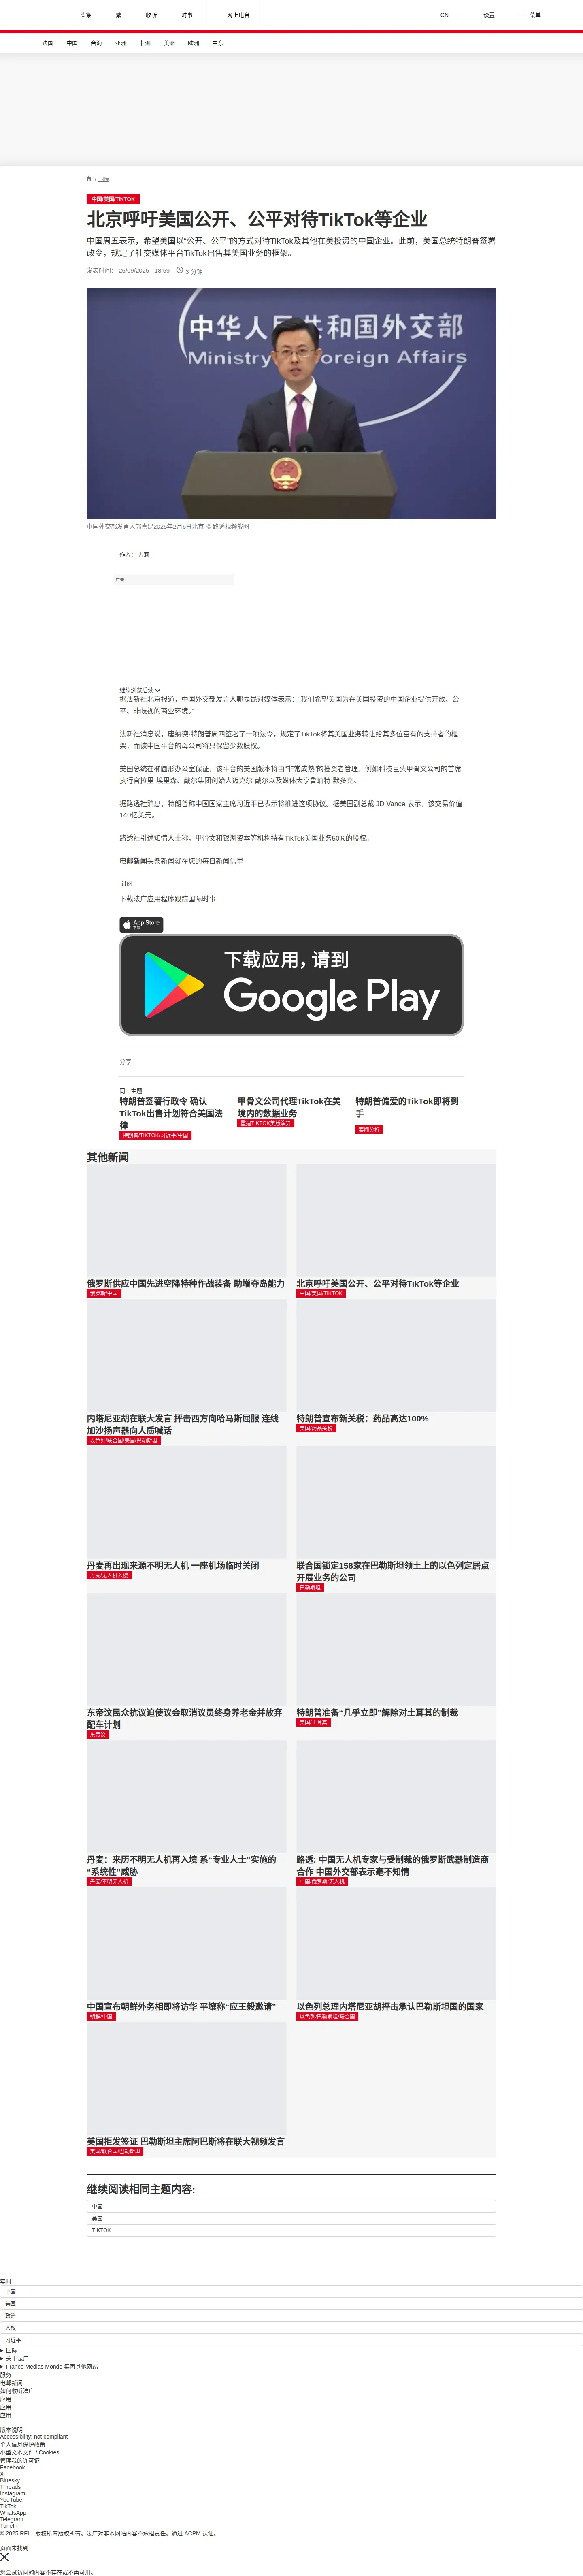 头条
繁
收听
时事
网上电台
CN
设置
菜单
法国
中国
台海
亚洲
非洲
美洲
欧洲
中东
/ 国际
中国/美国/TIKTOK
北京呼吁美国公开、公平对待TikTok等企业
中国周五表示，希望美国以“公开、公平”的方式对待TikTok及其他在美投资的中国企业。此前，美国总统特朗普签署
政令，规定了社交媒体平台TikTok出售其美国业务的框架。
发表时间： 26/09/2025 - 18:59
3 分钟
中华人民共和国外交部
Ministry Foreign Affairs
中国外交部发言人郭嘉昆2025年2月6日北京 © 路透视频截图
作者： 古莉
广告
继续浏览后续
据法新社北京报道，中国外交部发言人郭嘉昆对媒体表示：“我们希望美国为在美国投资的中国企业提供开放、公
平、非歧视的商业环境。”
法新社消息说，唐纳德·特朗普周四签署了一项法令，规定了TikTok将其美国业务转让给其多位富有的支持者的框
架，而该中国平台的母公司将只保留少数股权。
美国总统在椭圆形办公室保证，该平台的美国版本将由“非常成熟”的投资者管理，例如科技巨头甲骨文公司的首席
执行官拉里·埃里森、戴尔集团创始人迈克尔·戴尔以及媒体大亨鲁珀特·默多克。
据路透社消息，特朗普称中国国家主席习近平已表示将推进这项协议。据美国副总裁 JD Vance 表示，该交易价值
140亿美元。
路透社引述知情人士称，甲骨文和银湖资本等机构持有TikTok美国业务50%的股权。
电邮新闻头条新闻就在您的每日新闻信里
订阅
下载法广应用程序跟踪国际时事
App Store
下载
下载应用，请到
Google Play
分享 :
同一主题
特朗普签署行政令 确认
TikTok出售计划符合美国法
律
特朗普/TIKTOK/习近平/中国
甲骨文公司代理TikTok在美
境内的数据业务
重建TIKTOK美版演算
特朗普偏爱的TikTok即将到
手
要闻分析
其他新闻
俄罗斯供应中国先进空降特种作战装备 助增夺岛能力
俄罗斯/中国
北京呼吁美国公开、公平对待TikTok等企业
中国/美国/TIKTOK
内塔尼亚胡在联大发言 抨击西方向哈马斯屈服 连线
加沙扬声器向人质喊话
以色列/联合国/美国/巴勒斯坦
特朗普宣布新关税：药品高达100%
美国/药品关税
丹麦再出现来源不明无人机 一座机场临时关闭
丹麦/无人机入侵
联合国锁定158家在巴勒斯坦领土上的以色列定居点
开展业务的公司
巴勒斯坦
东帝汶民众抗议迫使议会取消议员终身养老金并放弃
配车计划
东帝汶
特朗普准备“几乎立即”解除对土耳其的制裁
美国/土耳其
丹麦：来历不明无人机再入境 系“专业人士”实施的
“系统性”威胁
丹麦/不明无人机
路透: 中国无人机专家与受制裁的俄罗斯武器制造商
合作 中国外交部表示毫不知情
中国/俄罗斯/无人机
中国宣布朝鲜外务相即将访华 平壤称“应王毅邀请”
朝鲜/中国
以色列总理内塔尼亚胡抨击承认巴勒斯坦国的国家
以色列/巴勒斯坦/联合国
美国拒发签证 巴勒斯坦主席阿巴斯将在联大视频发言
美国/联合国/巴勒斯坦
继续阅读相同主题内容:
中国
美国
TIKTOK
实时
中国
美国
政治
人权
习近平
国际
关于法广
France Médias Monde 集团其他网站
服务
电邮新闻
如何收听法广
应用
应用
应用
版本说明
Accessibility: not compliant
个人信息保护政策
小型文本文件 / Cookies
管理我的许可证
Facebook
X
Bluesky
Threads
Instagram
YouTube
TikTok
WhatsApp
Telegram
TuneIn
© 2025 RFI – 版权所有版权所有。法广对非本网站内容不承担责任。通过 ACPM 认证。
页面未找到
您尝试访问的内容不存在或不再可用。